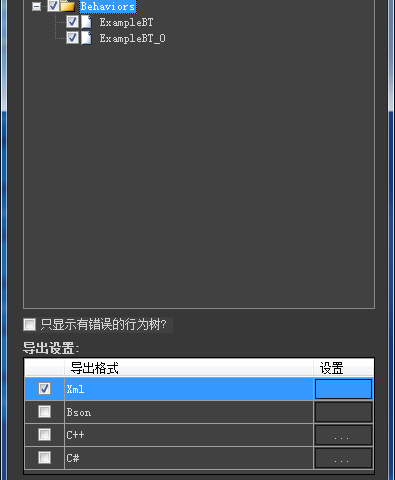 Behaviors
ExampleBT
ExampleBT_0
只显示有错误的行为树?
导出设置:
导出格式 设置
Xml
Bson
C++ ...
C# ...